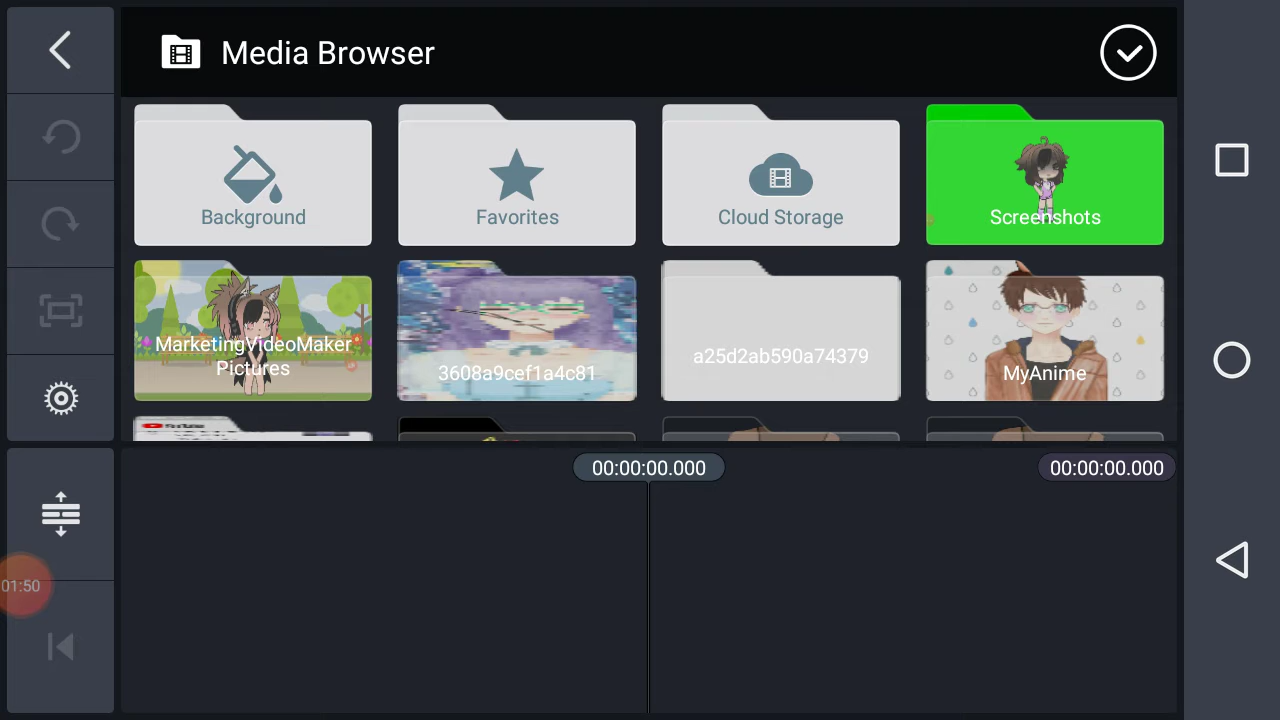 Media Browser
Background
Favorites
Cloud Storage
Screenshots
MarketingVideoMaker
Pictures
3608a9cef1a4c81
a25d2ab590a74379
MyAnime
YouTube
00:00:00.000
00:00:00.000
01:50